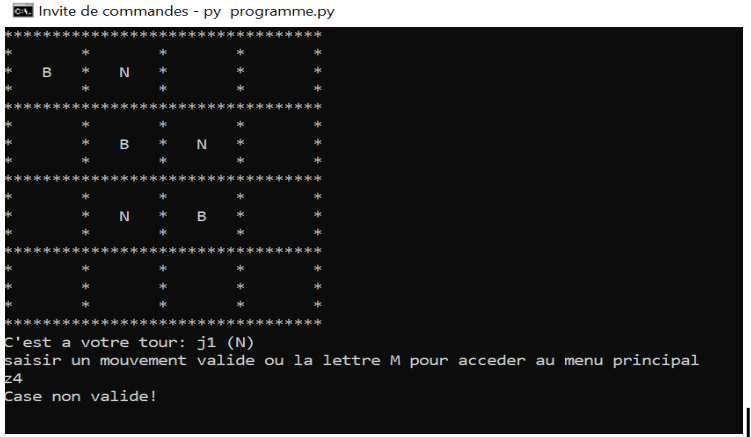 Invite de commandes - py programme.py
*********************************
*       *       *       *       *
*   B   *   N   *       *       *
*       *       *       *       *
*********************************
*       *       *       *       *
*       *   B   *   N   *       *
*       *       *       *       *
*********************************
*       *       *       *       *
*       *   N   *   B   *       *
*       *       *       *       *
*********************************
*       *       *       *       *
*       *       *       *       *
*       *       *       *       *
*********************************
C'est a votre tour: j1 (N)
saisir un mouvement valide ou la lettre M pour acceder au menu principal
z4
Case non valide!